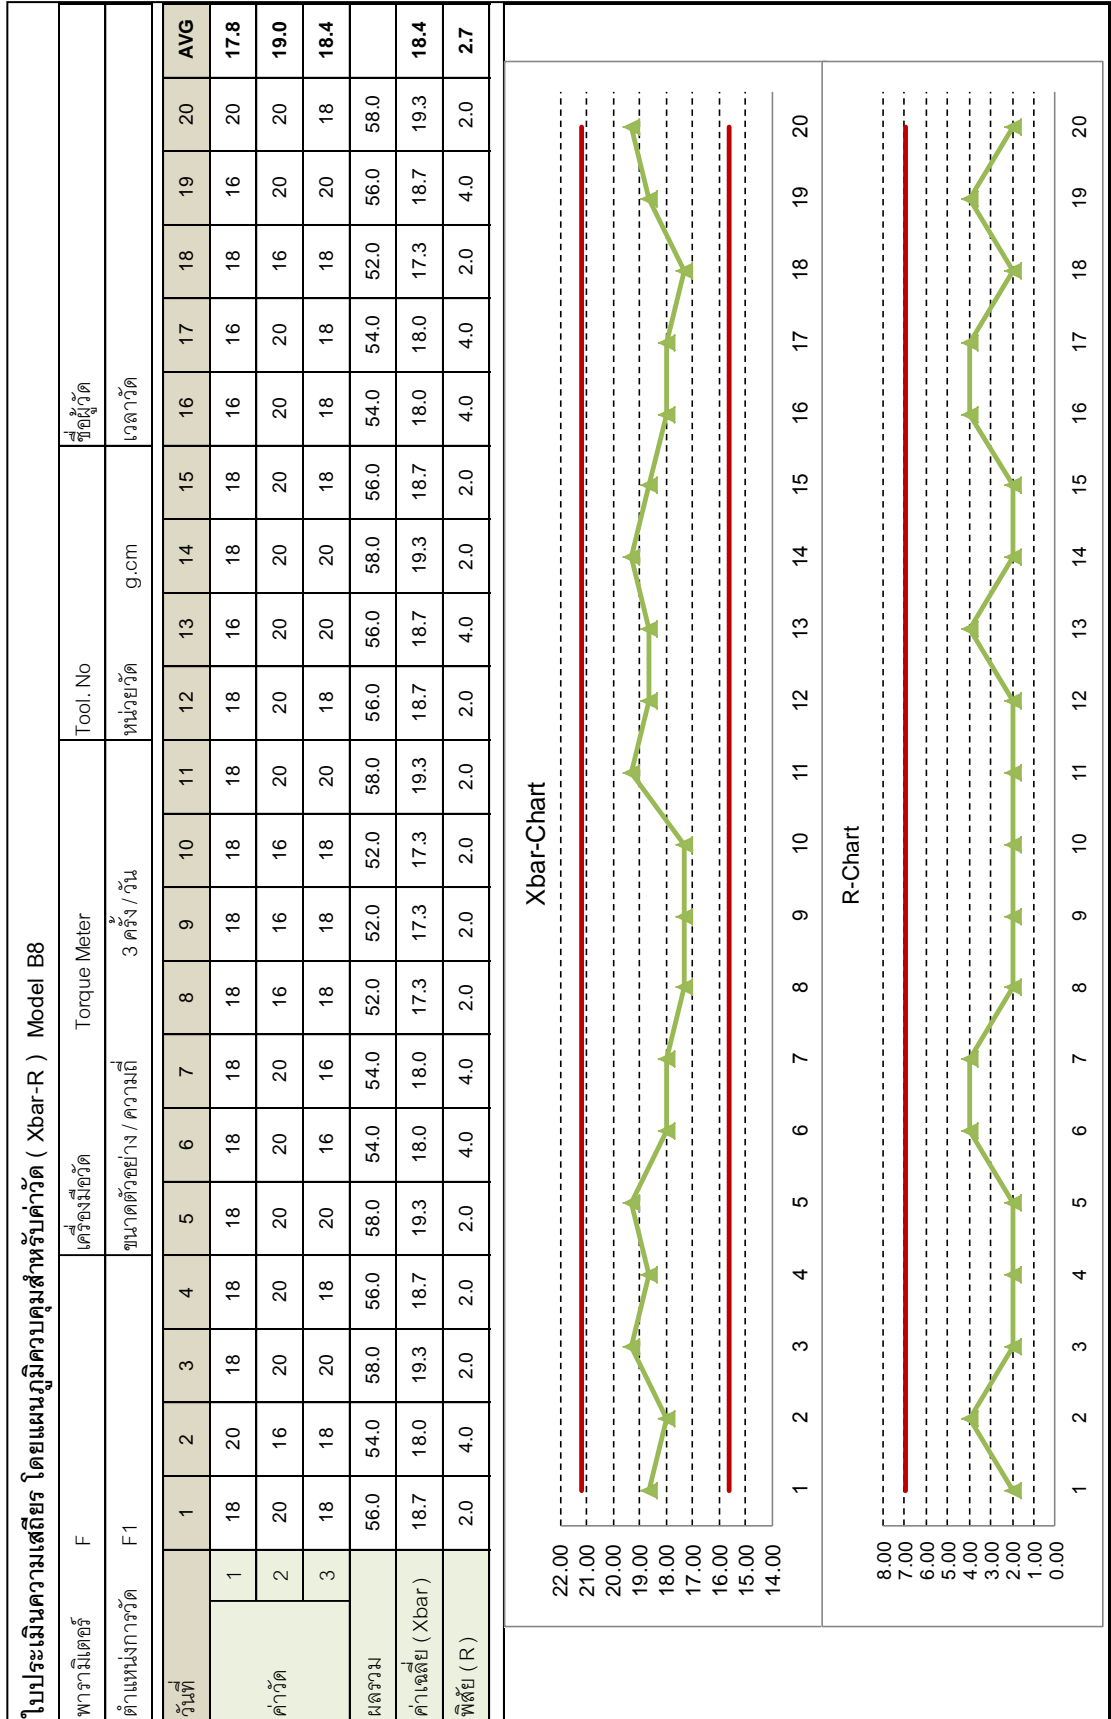 ใบประเมินความเสถียร โดยแผนภูมิควบคุมสำหรับค่าวัด ( Xbar-R ) Model B8
พารามิเตอร์ F เครื่องมือวัด Torque Meter Tool. No ชื่อผู้วัด
ตำแหน่งการวัด F1 ขนาดตัวอย่าง / ความถี่ 3 ครั้ง / วัน หน่วยวัด g.cm เวลาวัด
วันที่ 1 2 3 4 5 6 7 8 9 10 11 12 13 14 15 16 17 18 19 20 AVG
ค่าวัด 1 18 20 18 18 18 18 18 18 18 18 18 18 16 18 18 16 16 18 16 20 17.8
2 20 16 20 20 20 20 20 16 16 16 20 20 20 20 20 20 20 16 20 20 19.0
3 18 18 20 18 20 16 16 18 18 18 20 18 20 20 18 18 18 18 20 18 18.4
ผลรวม 56.0 54.0 58.0 56.0 58.0 54.0 54.0 52.0 52.0 52.0 58.0 56.0 56.0 58.0 56.0 54.0 54.0 52.0 56.0 58.0
ค่าเฉลี่ย ( Xbar ) 18.7 18.0 19.3 18.7 19.3 18.0 18.0 17.3 17.3 17.3 19.3 18.7 18.7 19.3 18.7 18.0 18.0 17.3 18.7 19.3 18.4
พิสัย ( R ) 2.0 4.0 2.0 2.0 2.0 4.0 4.0 2.0 2.0 2.0 2.0 2.0 4.0 2.0 2.0 4.0 4.0 2.0 4.0 2.0 2.7
Xbar-Chart
22.00
21.00
20.00
19.00
18.00
17.00
16.00
15.00
14.00
1 2 3 4 5 6 7 8 9 10 11 12 13 14 15 16 17 18 19 20
R-Chart
8.00
7.00
6.00
5.00
4.00
3.00
2.00
1.00
0.00
1 2 3 4 5 6 7 8 9 10 11 12 13 14 15 16 17 18 19 20